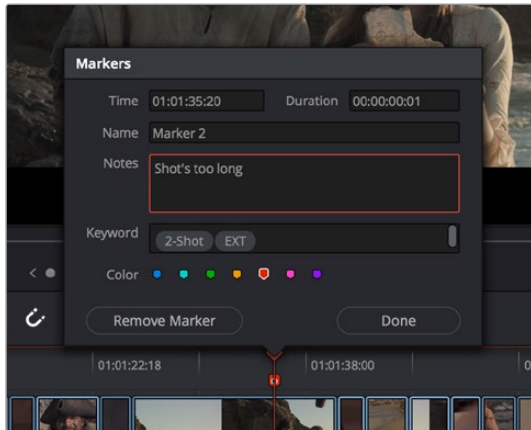 Markers
Time 01:01:35:20 Duration 00:00:00:01
Name Marker 2
Notes Shot's too long
Keyword 2-Shot EXT
Color
Remove Marker Done
01:01:22:18 01:01:38:00